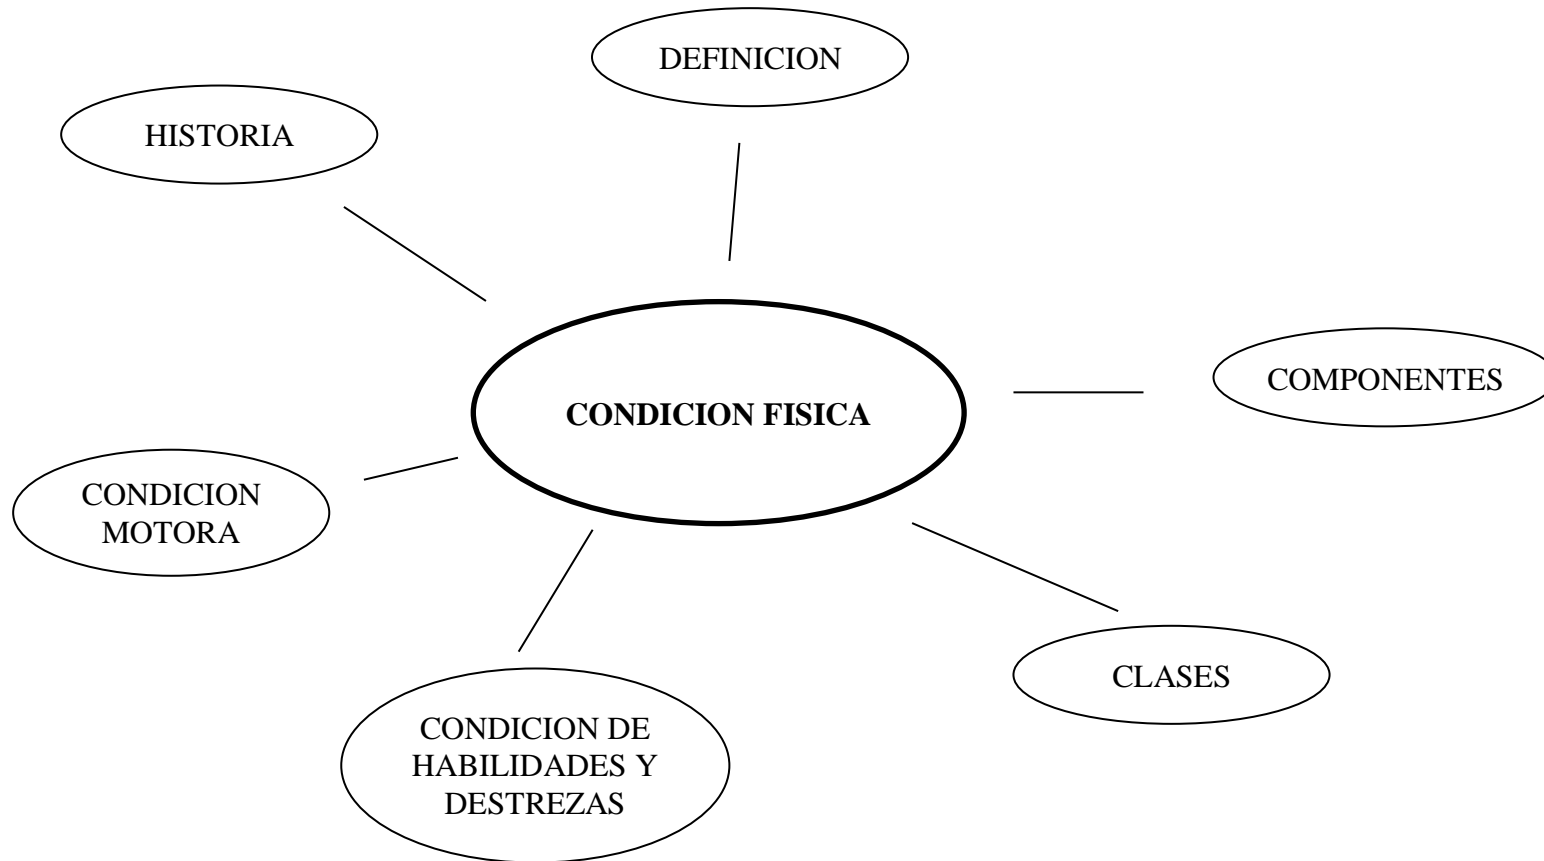 DEFINICION
HISTORIA
COMPONENTES
CONDICION FISICA
CONDICION
MOTORA
CLASES
CONDICION DE
HABILIDADES Y
DESTREZAS